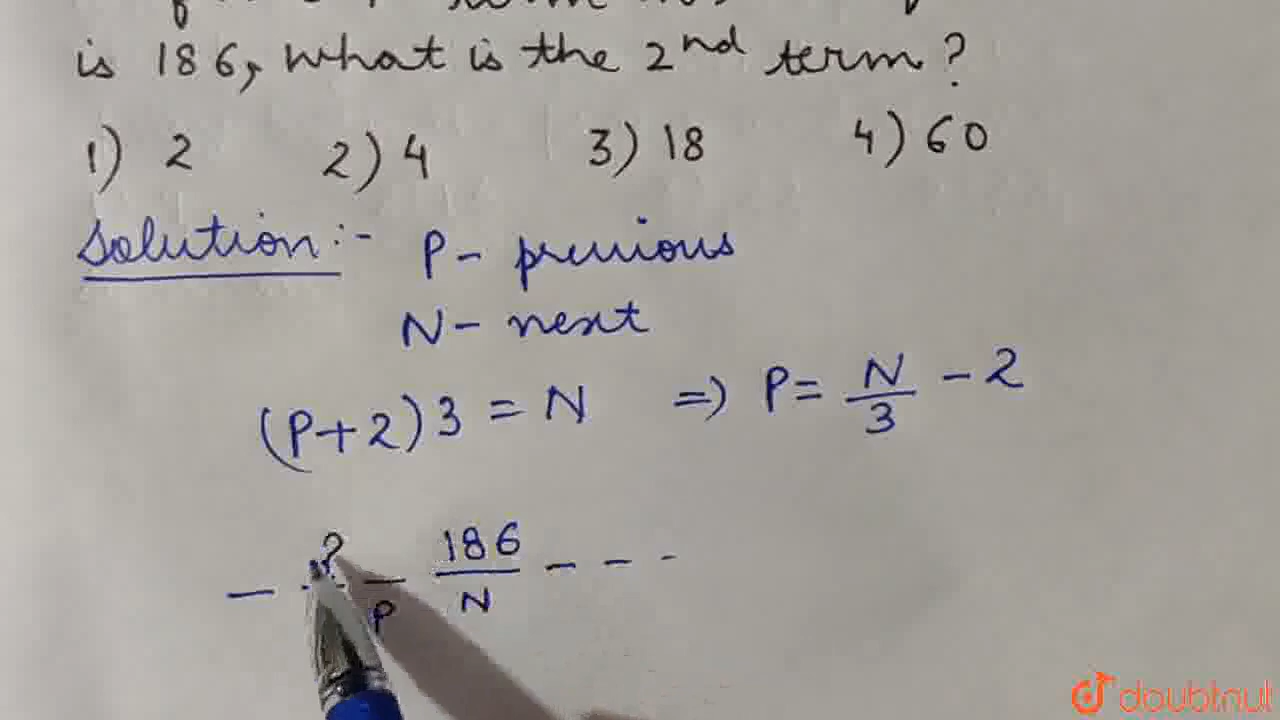 is 186, what is the 2nd term?
1) 2 2) 4 3) 18 4) 60
Solution:- P - previous
N - next
(P+2)3 = N => P = N/3 - 2
- ? - 186 - - -
P N
doubtnut